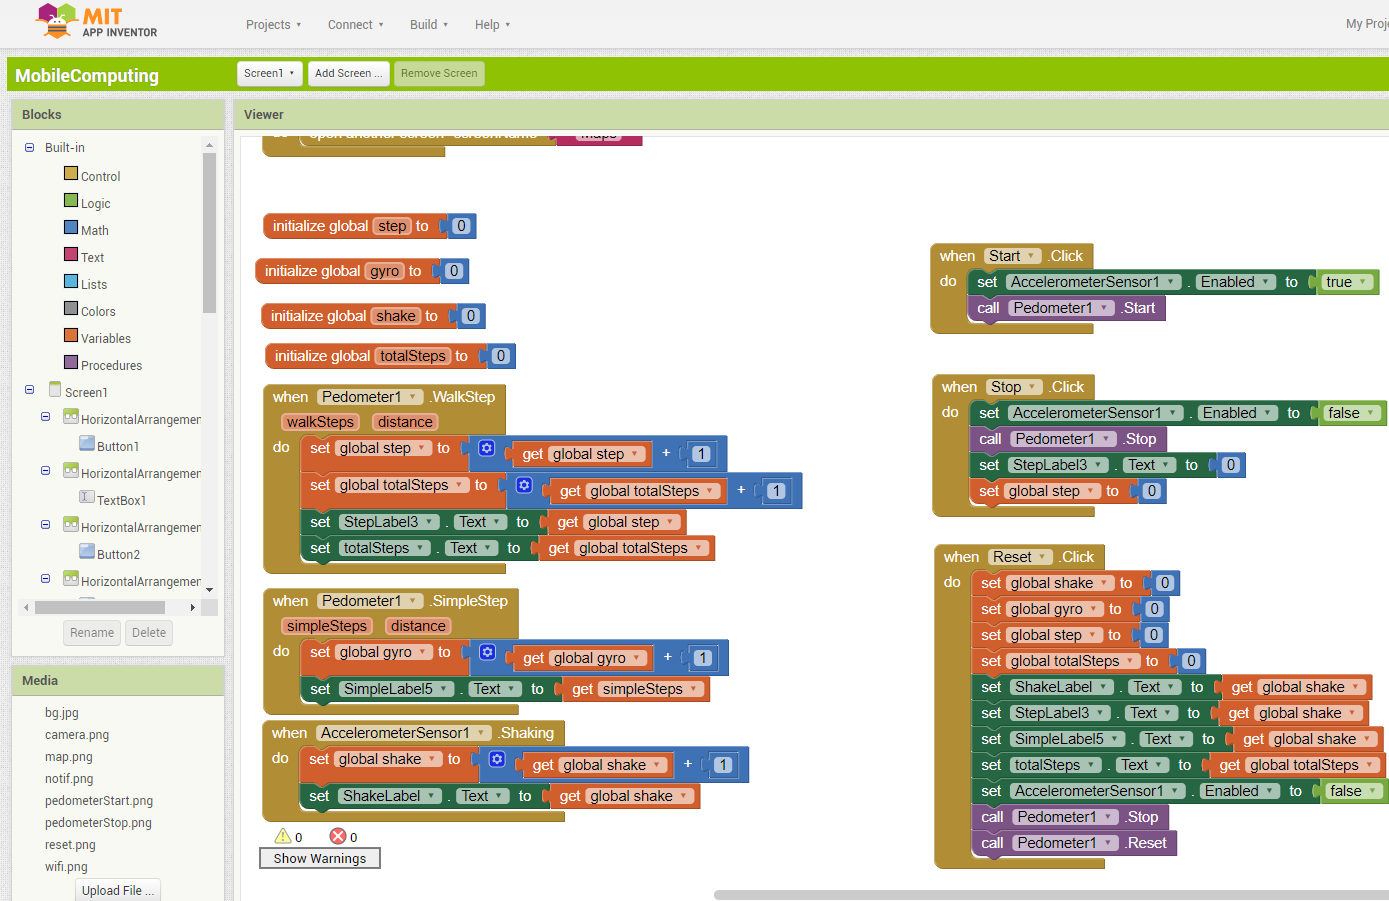 MIT
APP INVENTOR
Projects
Connect
Build
Help
My Proje
MobileComputing
Screen1
Add Screen ...
Remove Screen
Blocks
Built-in
Control
Logic
Math
Text
Lists
Colors
Variables
Procedures
Screen1
HorizontalArrangemen
Button1
HorizontalArrangemen
TextBox1
HorizontalArrangemen
Button2
HorizontalArrangemen
Rename
Delete
Media
bg.jpg
camera.png
map.png
notif.png
pedometerStart.png
pedometerStop.png
reset.png
wifi.png
Upload File ...
Viewer
do open another screen screenName Maps
initialize global step to 0
initialize global gyro to 0
initialize global shake to 0
initialize global totalSteps to 0
when Pedometer1 .WalkStep
walkSteps distance
do set global step to get global step + 1
set global totalSteps to get global totalSteps + 1
set StepLabel3 . Text to get global step
set totalSteps . Text to get global totalSteps
when Pedometer1 .SimpleStep
simpleSteps distance
do set global gyro to get global gyro + 1
set SimpleLabel5 . Text to get simpleSteps
when AccelerometerSensor1 .Shaking
do set global shake to get global shake + 1
set ShakeLabel . Text to get global shake
0 0
Show Warnings
when Start .Click
do set AccelerometerSensor1 . Enabled to true
call Pedometer1 .Start
when Stop .Click
do set AccelerometerSensor1 . Enabled to false
call Pedometer1 .Stop
set StepLabel3 . Text to 0
set global step to 0
when Reset .Click
do set global shake to 0
set global gyro to 0
set global step to 0
set global totalSteps to 0
set ShakeLabel . Text to get global shake
set StepLabel3 . Text to get global shake
set SimpleLabel5 . Text to get global shake
set totalSteps . Text to get global totalSteps
set AccelerometerSensor1 . Enabled to false
call Pedometer1 .Stop
call Pedometer1 .Reset